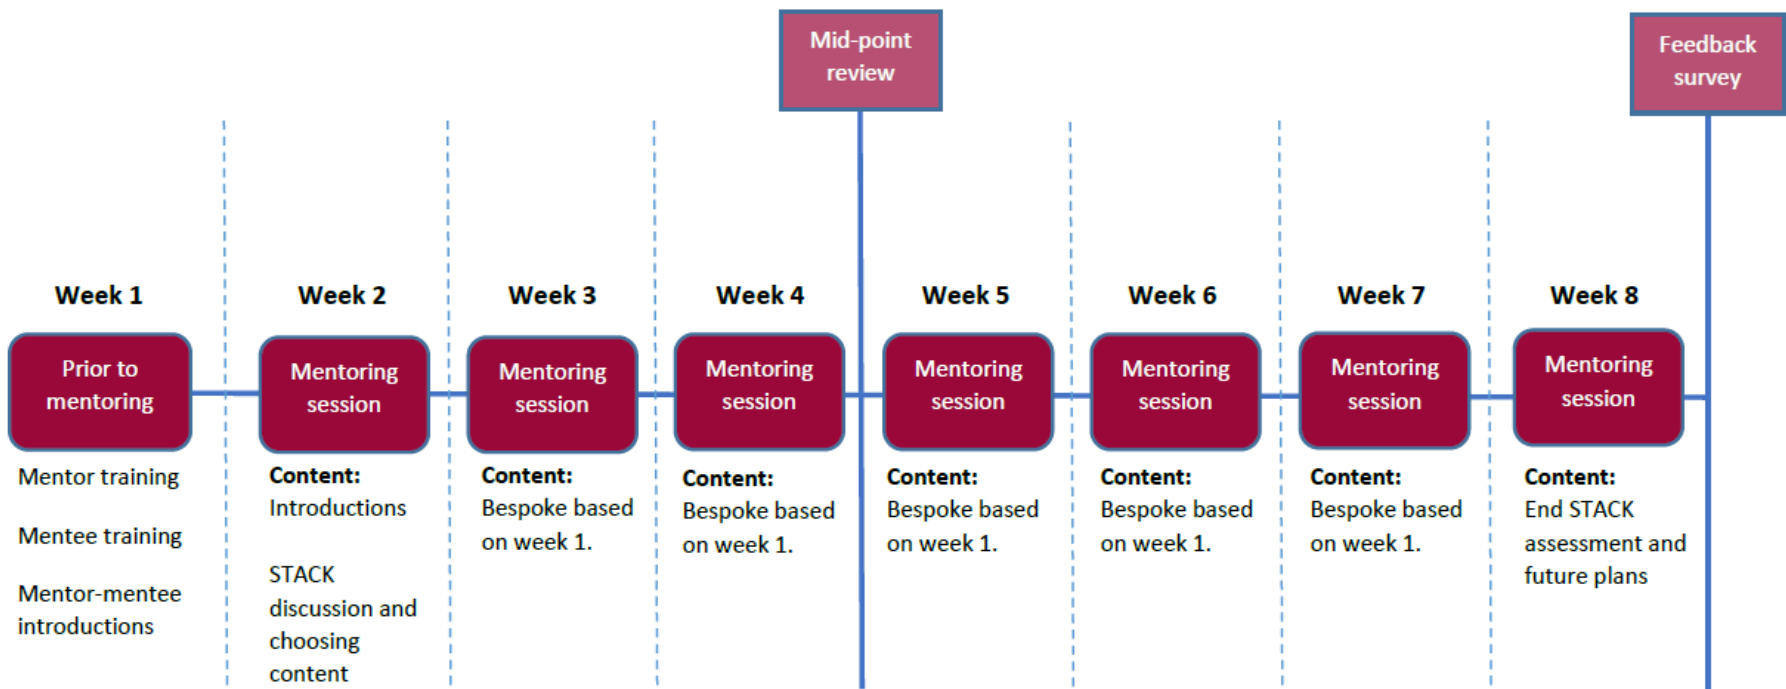 Mid-point
review
Feedback
survey
Week 1
Week 2
Week 3
Week 4
Week 5
Week 6
Week 7
Week 8
Prior to
mentoring
Mentoring
session
Mentoring
session
Mentoring
session
Mentoring
session
Mentoring
session
Mentoring
session
Mentoring
session
Mentor training
Mentee training
Mentor-mentee
introductions
Content:
Introductions
STACK
discussion and
choosing
content
Content:
Bespoke based
on week 1.
Content:
Bespoke based
on week 1.
Content:
Bespoke based
on week 1.
Content:
Bespoke based
on week 1.
Content:
Bespoke based
on week 1.
Content:
End STACK
assessment and
future plans